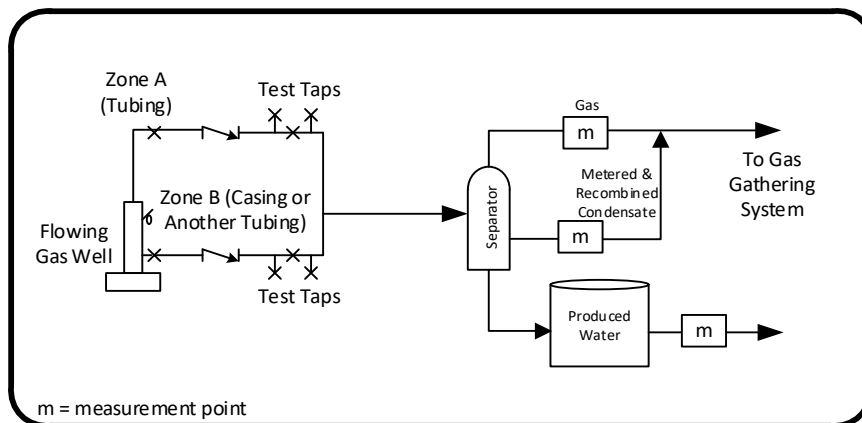 Zone A
(Tubing)
Test Taps
Gas
m
To Gas
Gathering
System
Metered &
Recombined
Condensate
Separator
Zone B (Casing or
Another Tubing)
Flowing
Gas Well
m
Test Taps
Produced
Water
m
m = measurement point